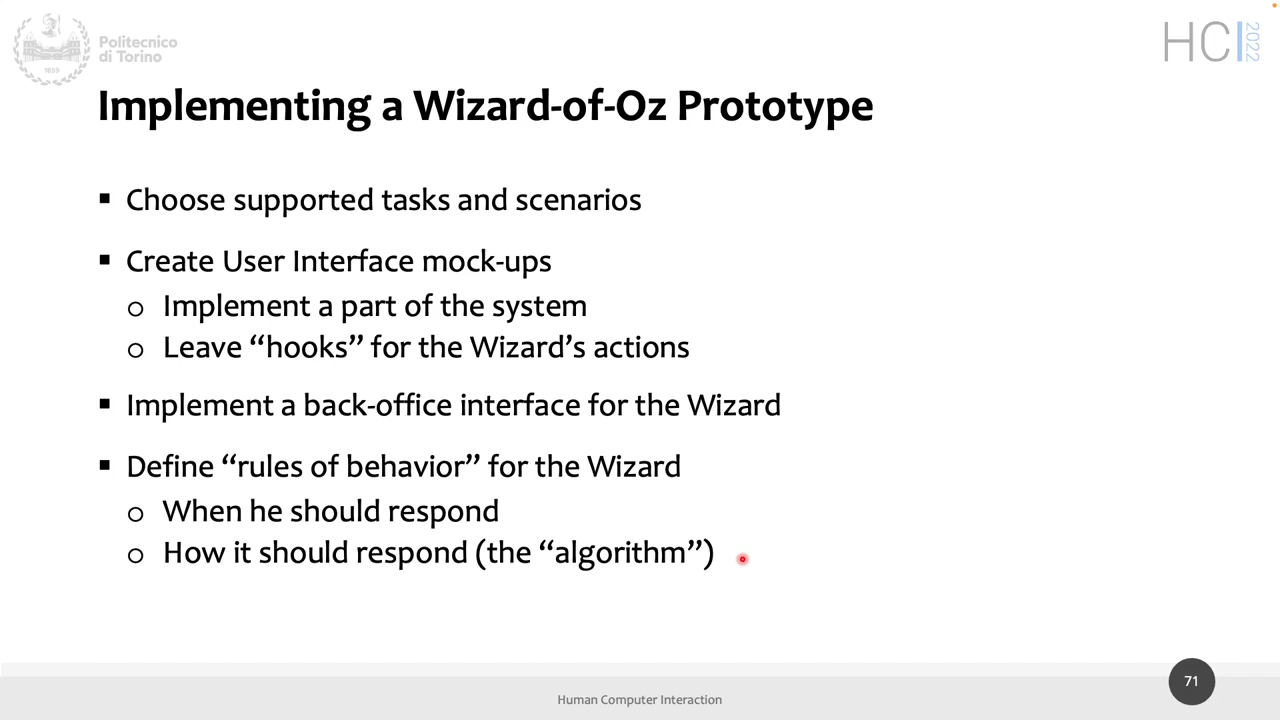 Politecnico
di Torino
1859
HCI 2022
Implementing a Wizard-of-Oz Prototype
▪ Choose supported tasks and scenarios
▪ Create User Interface mock-ups
o Implement a part of the system
o Leave “hooks” for the Wizard’s actions
▪ Implement a back-office interface for the Wizard
▪ Define “rules of behavior” for the Wizard
o When he should respond
o How it should respond (the “algorithm”)
Human Computer Interaction
71